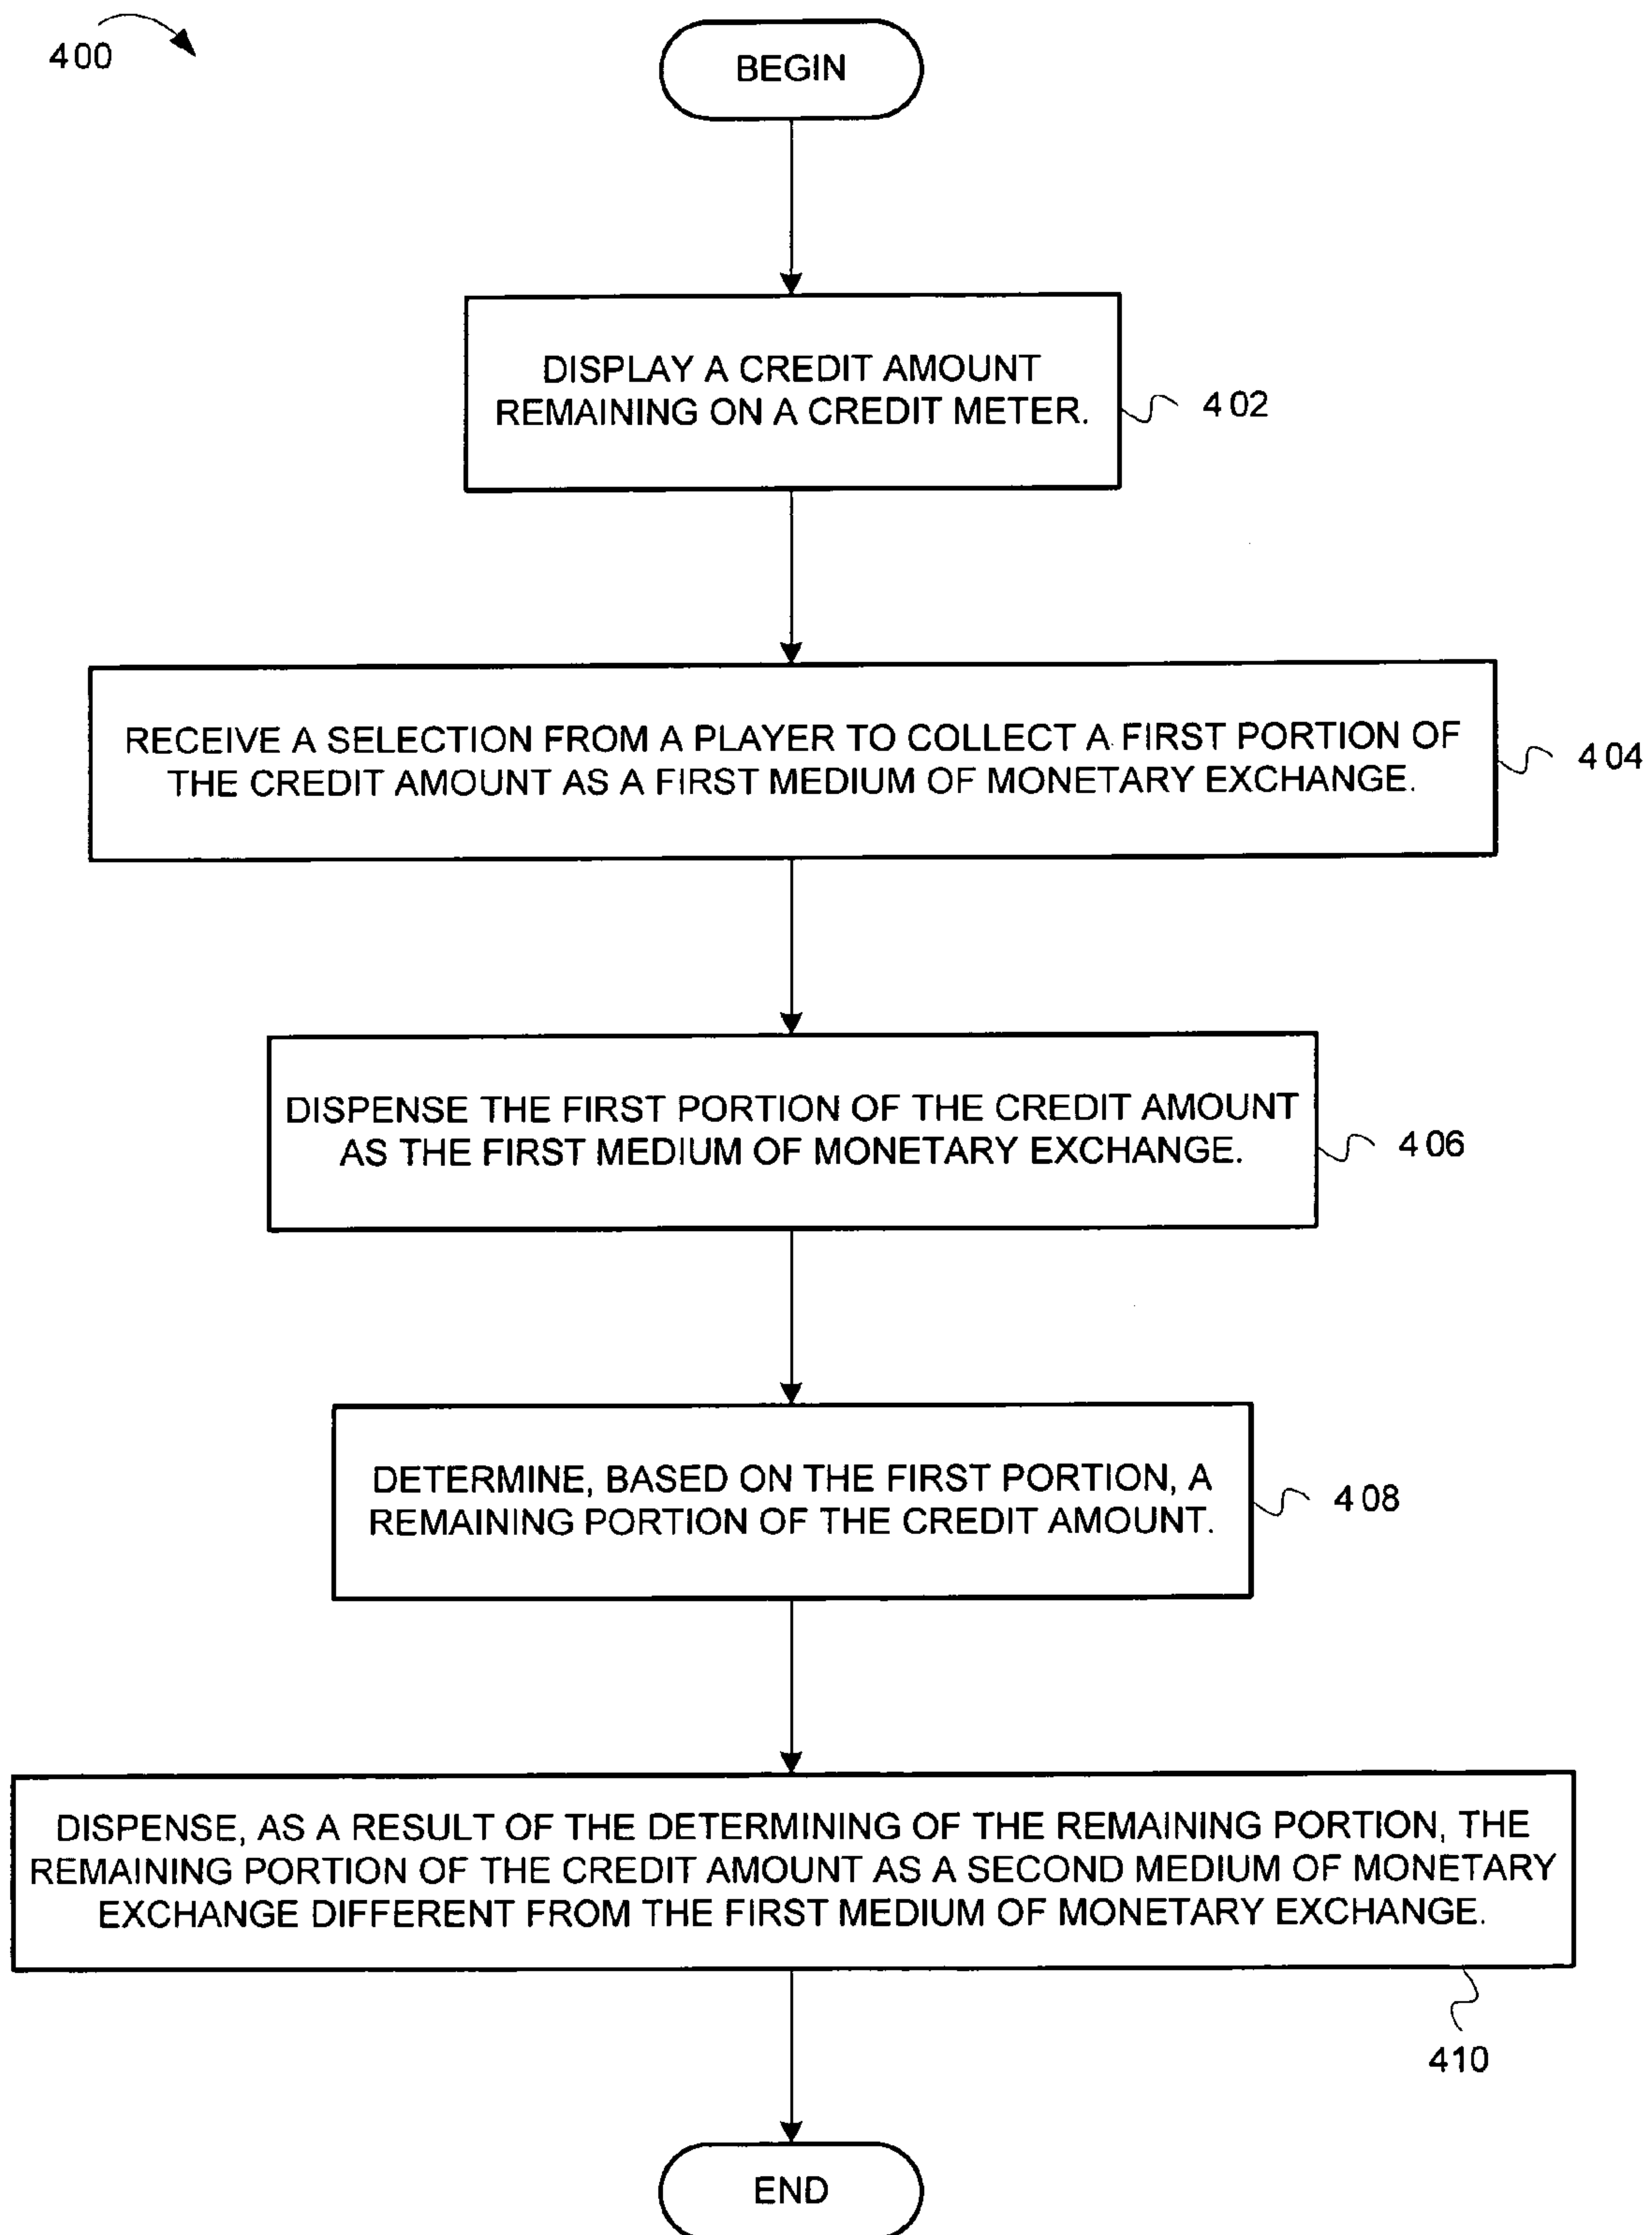 400
BEGIN
DISPLAY A CREDIT AMOUNT
REMAINING ON A CREDIT METER.
402
RECEIVE A SELECTION FROM A PLAYER TO COLLECT A FIRST PORTION OF
THE CREDIT AMOUNT AS A FIRST MEDIUM OF MONETARY EXCHANGE.
404
DISPENSE THE FIRST PORTION OF THE CREDIT AMOUNT
AS THE FIRST MEDIUM OF MONETARY EXCHANGE.
406
DETERMINE, BASED ON THE FIRST PORTION, A
REMAINING PORTION OF THE CREDIT AMOUNT.
408
DISPENSE, AS A RESULT OF THE DETERMINING OF THE REMAINING PORTION, THE
REMAINING PORTION OF THE CREDIT AMOUNT AS A SECOND MEDIUM OF MONETARY
EXCHANGE DIFFERENT FROM THE FIRST MEDIUM OF MONETARY EXCHANGE.
410
END